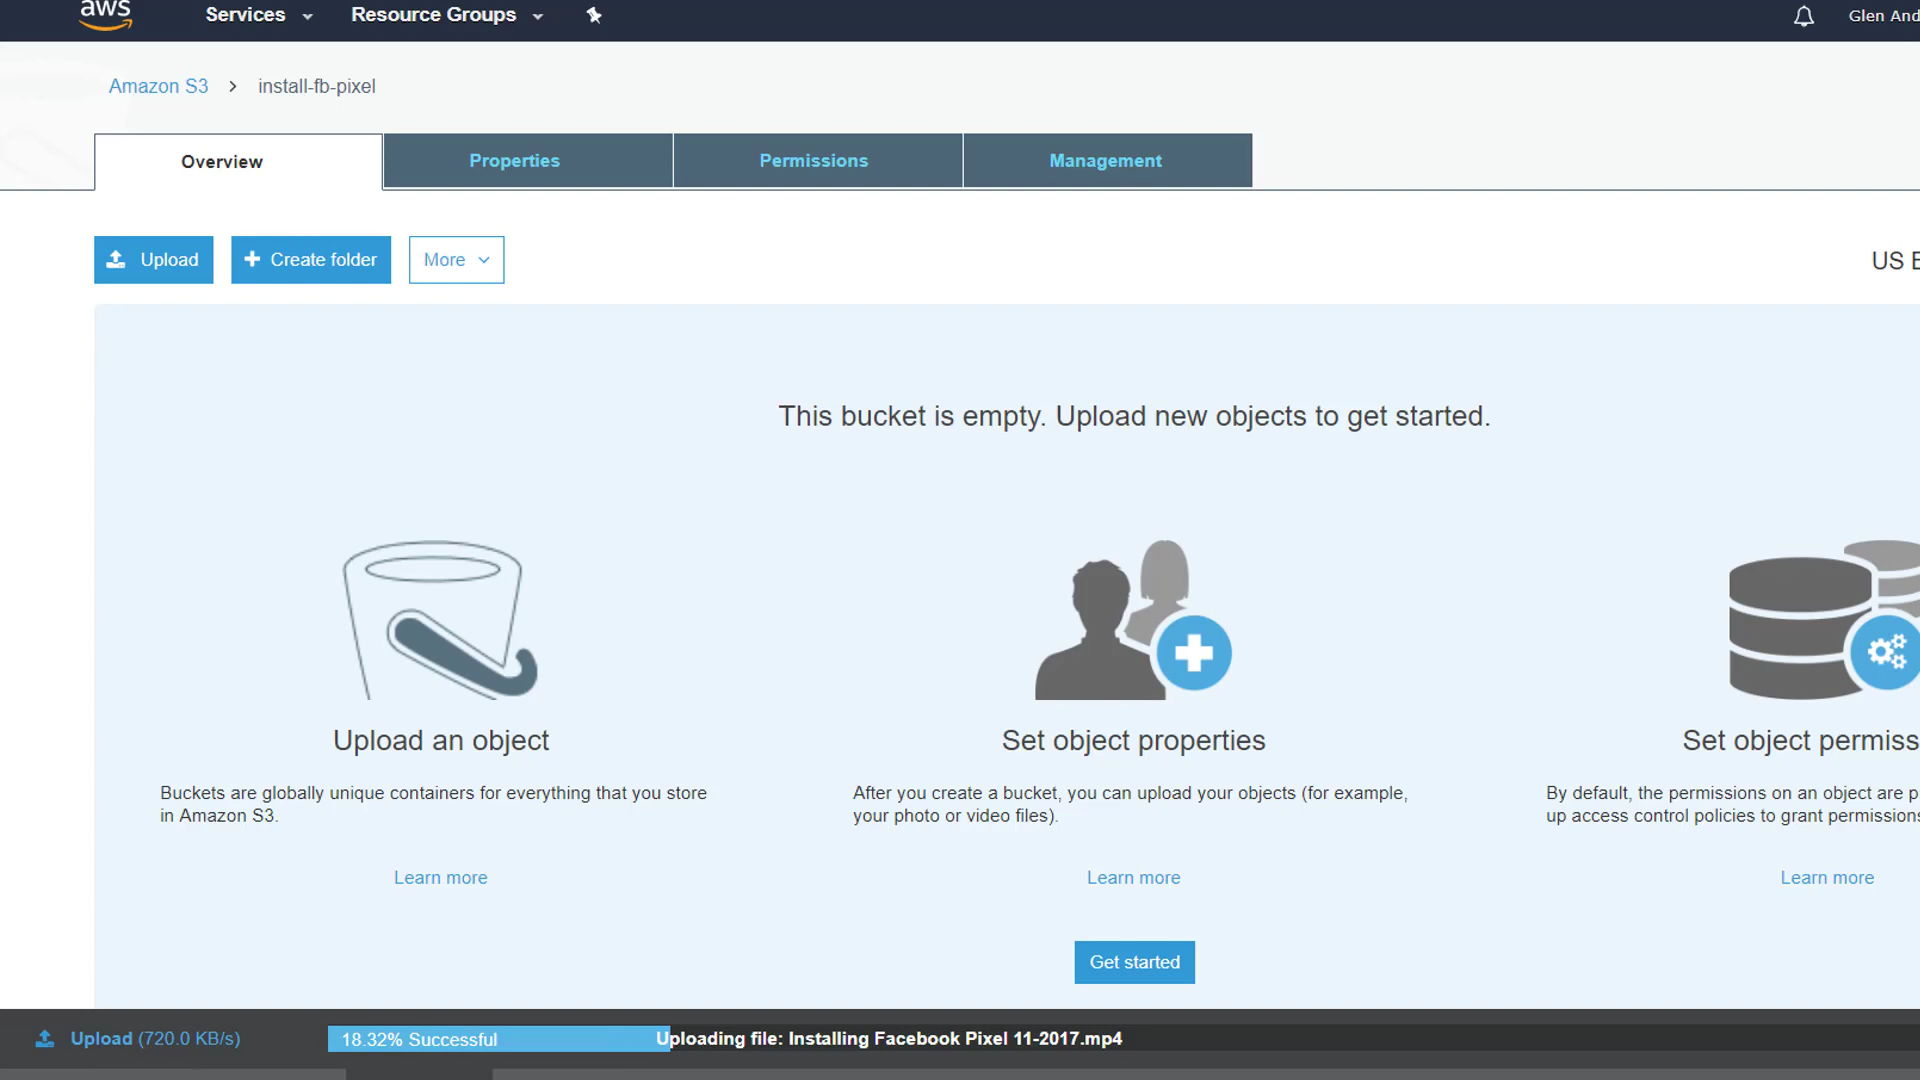 aws Services Resource Groups Glen And
Amazon S3 > install-fb-pixel
Overview Properties Permissions Management
Upload Create folder More US E
This bucket is empty. Upload new objects to get started.
Upload an object
Buckets are globally unique containers for everything that you store
in Amazon S3.
Learn more
Set object properties
After you create a bucket, you can upload your objects (for example,
your photo or video files).
Learn more
Set object permiss
By default, the permissions on an object are p
up access control policies to grant permissions
Learn more
Get started
Upload (720.0 KB/s) 18.32% Successful Uploading file: Installing Facebook Pixel 11-2017.mp4